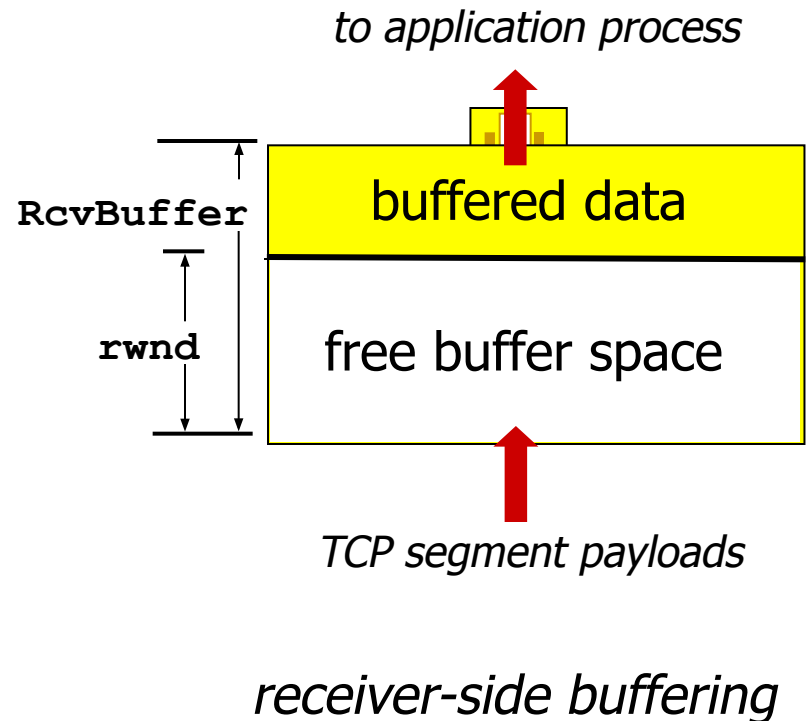 to application process
buffered data
RcvBuffer
rwnd
free buffer space
TCP segment payloads
receiver-side buffering